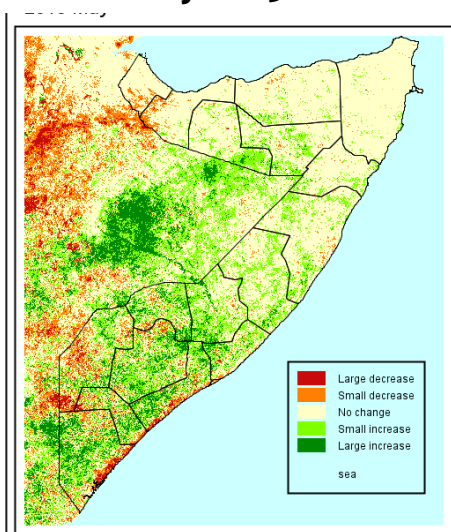 Large decrease
Small decrease
No change
Small increase
Large increase
sea